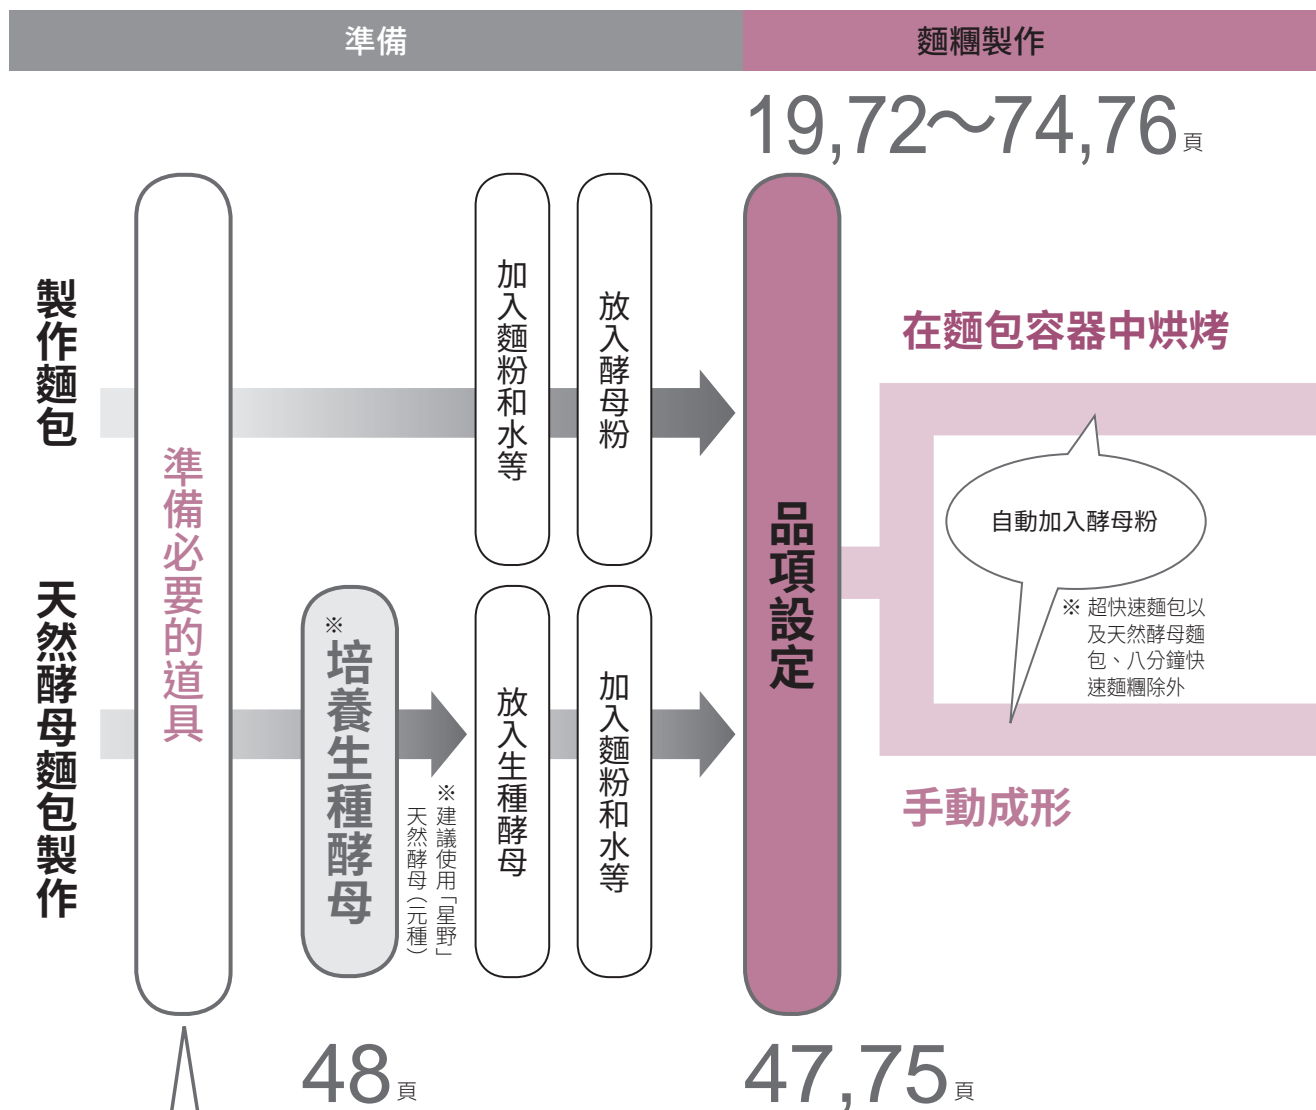 準備
麵糰製作
19,72～74,76頁
製作麵包
天然酵母麵包製作
準備必要的道具
加入麵粉和水等
放入酵母粉
※
培養生種酵母
※建議使用「星野」
天然酵母（元種）
放入生種酵母
加入麵粉和水等
品項設定
在麵包容器中烘烤
自動加入酵母粉
※ 超快速麵包以
及天然酵母麵
包、八分鐘快
速麵糰除外
手動成形
48頁
47,75頁